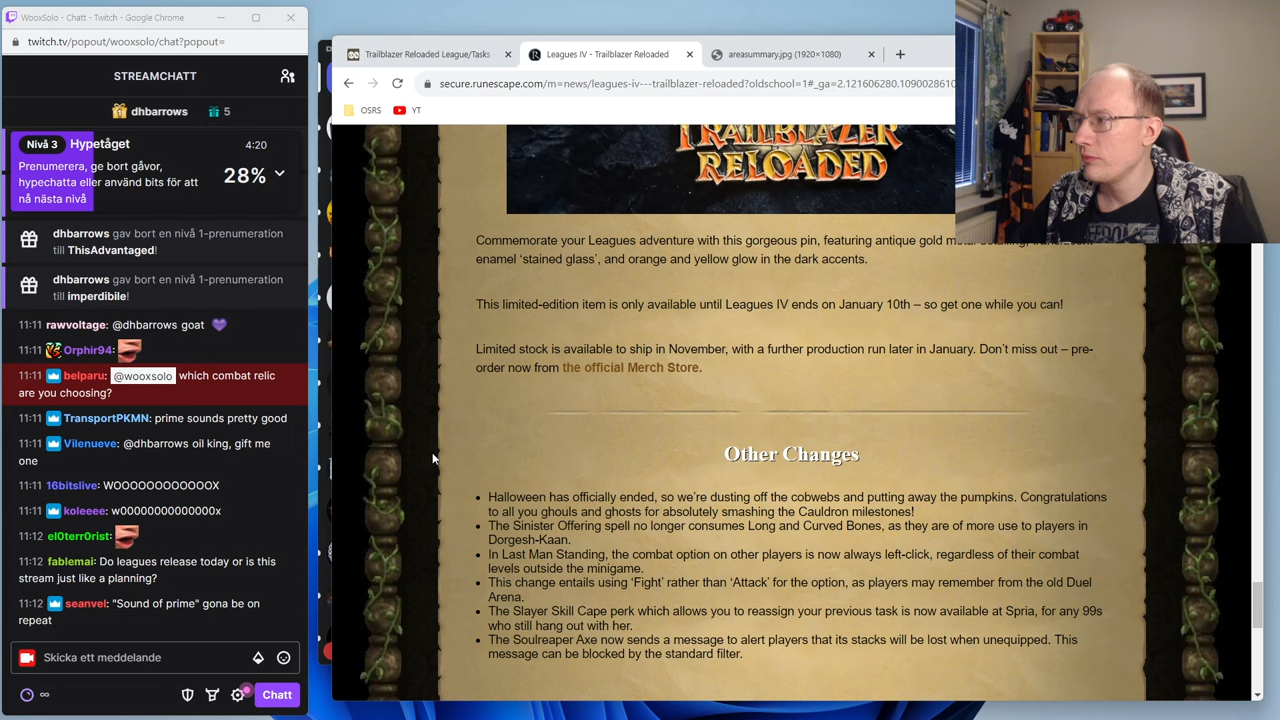 WooxSolo - Chatt - Twitch - Google Chrome
twitch.tv/popout/wooxsolo/chat?popout=
STREAMCHATT
dhbarrows 5
Nivå 3 Hypetåget 4:20
Prenumerera, ge bort gåvor,
hypechatta eller använd bits för att
nå nästa nivå
28%
dhbarrows gav bort en nivå 1-prenumeration
till ThisAdvantaged!
dhbarrows gav bort en nivå 1-prenumeration
till imperdibile!
11:11 rawvoltage: @dhbarrows goat
11:11 Orphir94:
11:11 belparu: @wooxsolo which combat relic
are you choosing?
11:11 TransportPKMN: prime sounds pretty good
11:11 Vilenueve: @dhbarrows oil king, gift me
one
11:11 16bitslive: WOOOOOOOOOOOX
11:11 koleeee: w0000000000000x
11:12 el0terr0rist:
11:12 fablemai: Do leagues release today or is this
stream just like a planning?
11:12 seanvel: "Sound of prime" gona be on
repeat
Skicka ett meddelande
Chatt
Trailblazer Reloaded League/Tasks
Leagues IV - Trailblazer Reloaded
areasummary.jpg (1920×1080)
secure.runescape.com/m=news/leagues-iv---trailblazer-reloaded?oldschool=1#_ga=2.121606280.1090028610
OSRS
YT
TRAILBLAZER
RELOADED
Commemorate your Leagues adventure with this gorgeous pin, featuring antique gold
enamel ‘stained glass’, and orange and yellow glow in the dark accents.
This limited-edition item is only available until Leagues IV ends on January 10th – so get one while you can!
Limited stock is available to ship in November, with a further production run later in January. Don’t miss out – pre-
order now from the official Merch Store.
Other Changes
• Halloween has officially ended, so we’re dusting off the cobwebs and putting away the pumpkins. Congratulations
to all you ghouls and ghosts for absolutely smashing the Cauldron milestones!
• The Sinister Offering spell no longer consumes Long and Curved Bones, as they are of more use to players in
Dorgesh-Kaan.
• In Last Man Standing, the combat option on other players is now always left-click, regardless of their combat
levels outside the minigame.
• This change entails using ‘Fight’ rather than ‘Attack’ for the option, as players may remember from the old Duel
Arena.
• The Slayer Skill Cape perk which allows you to reassign your previous task is now available at Spria, for any 99s
who still hang out with her.
• The Soulreaper Axe now sends a message to alert players that its stacks will be lost when unequipped. This
message can be blocked by the standard filter.